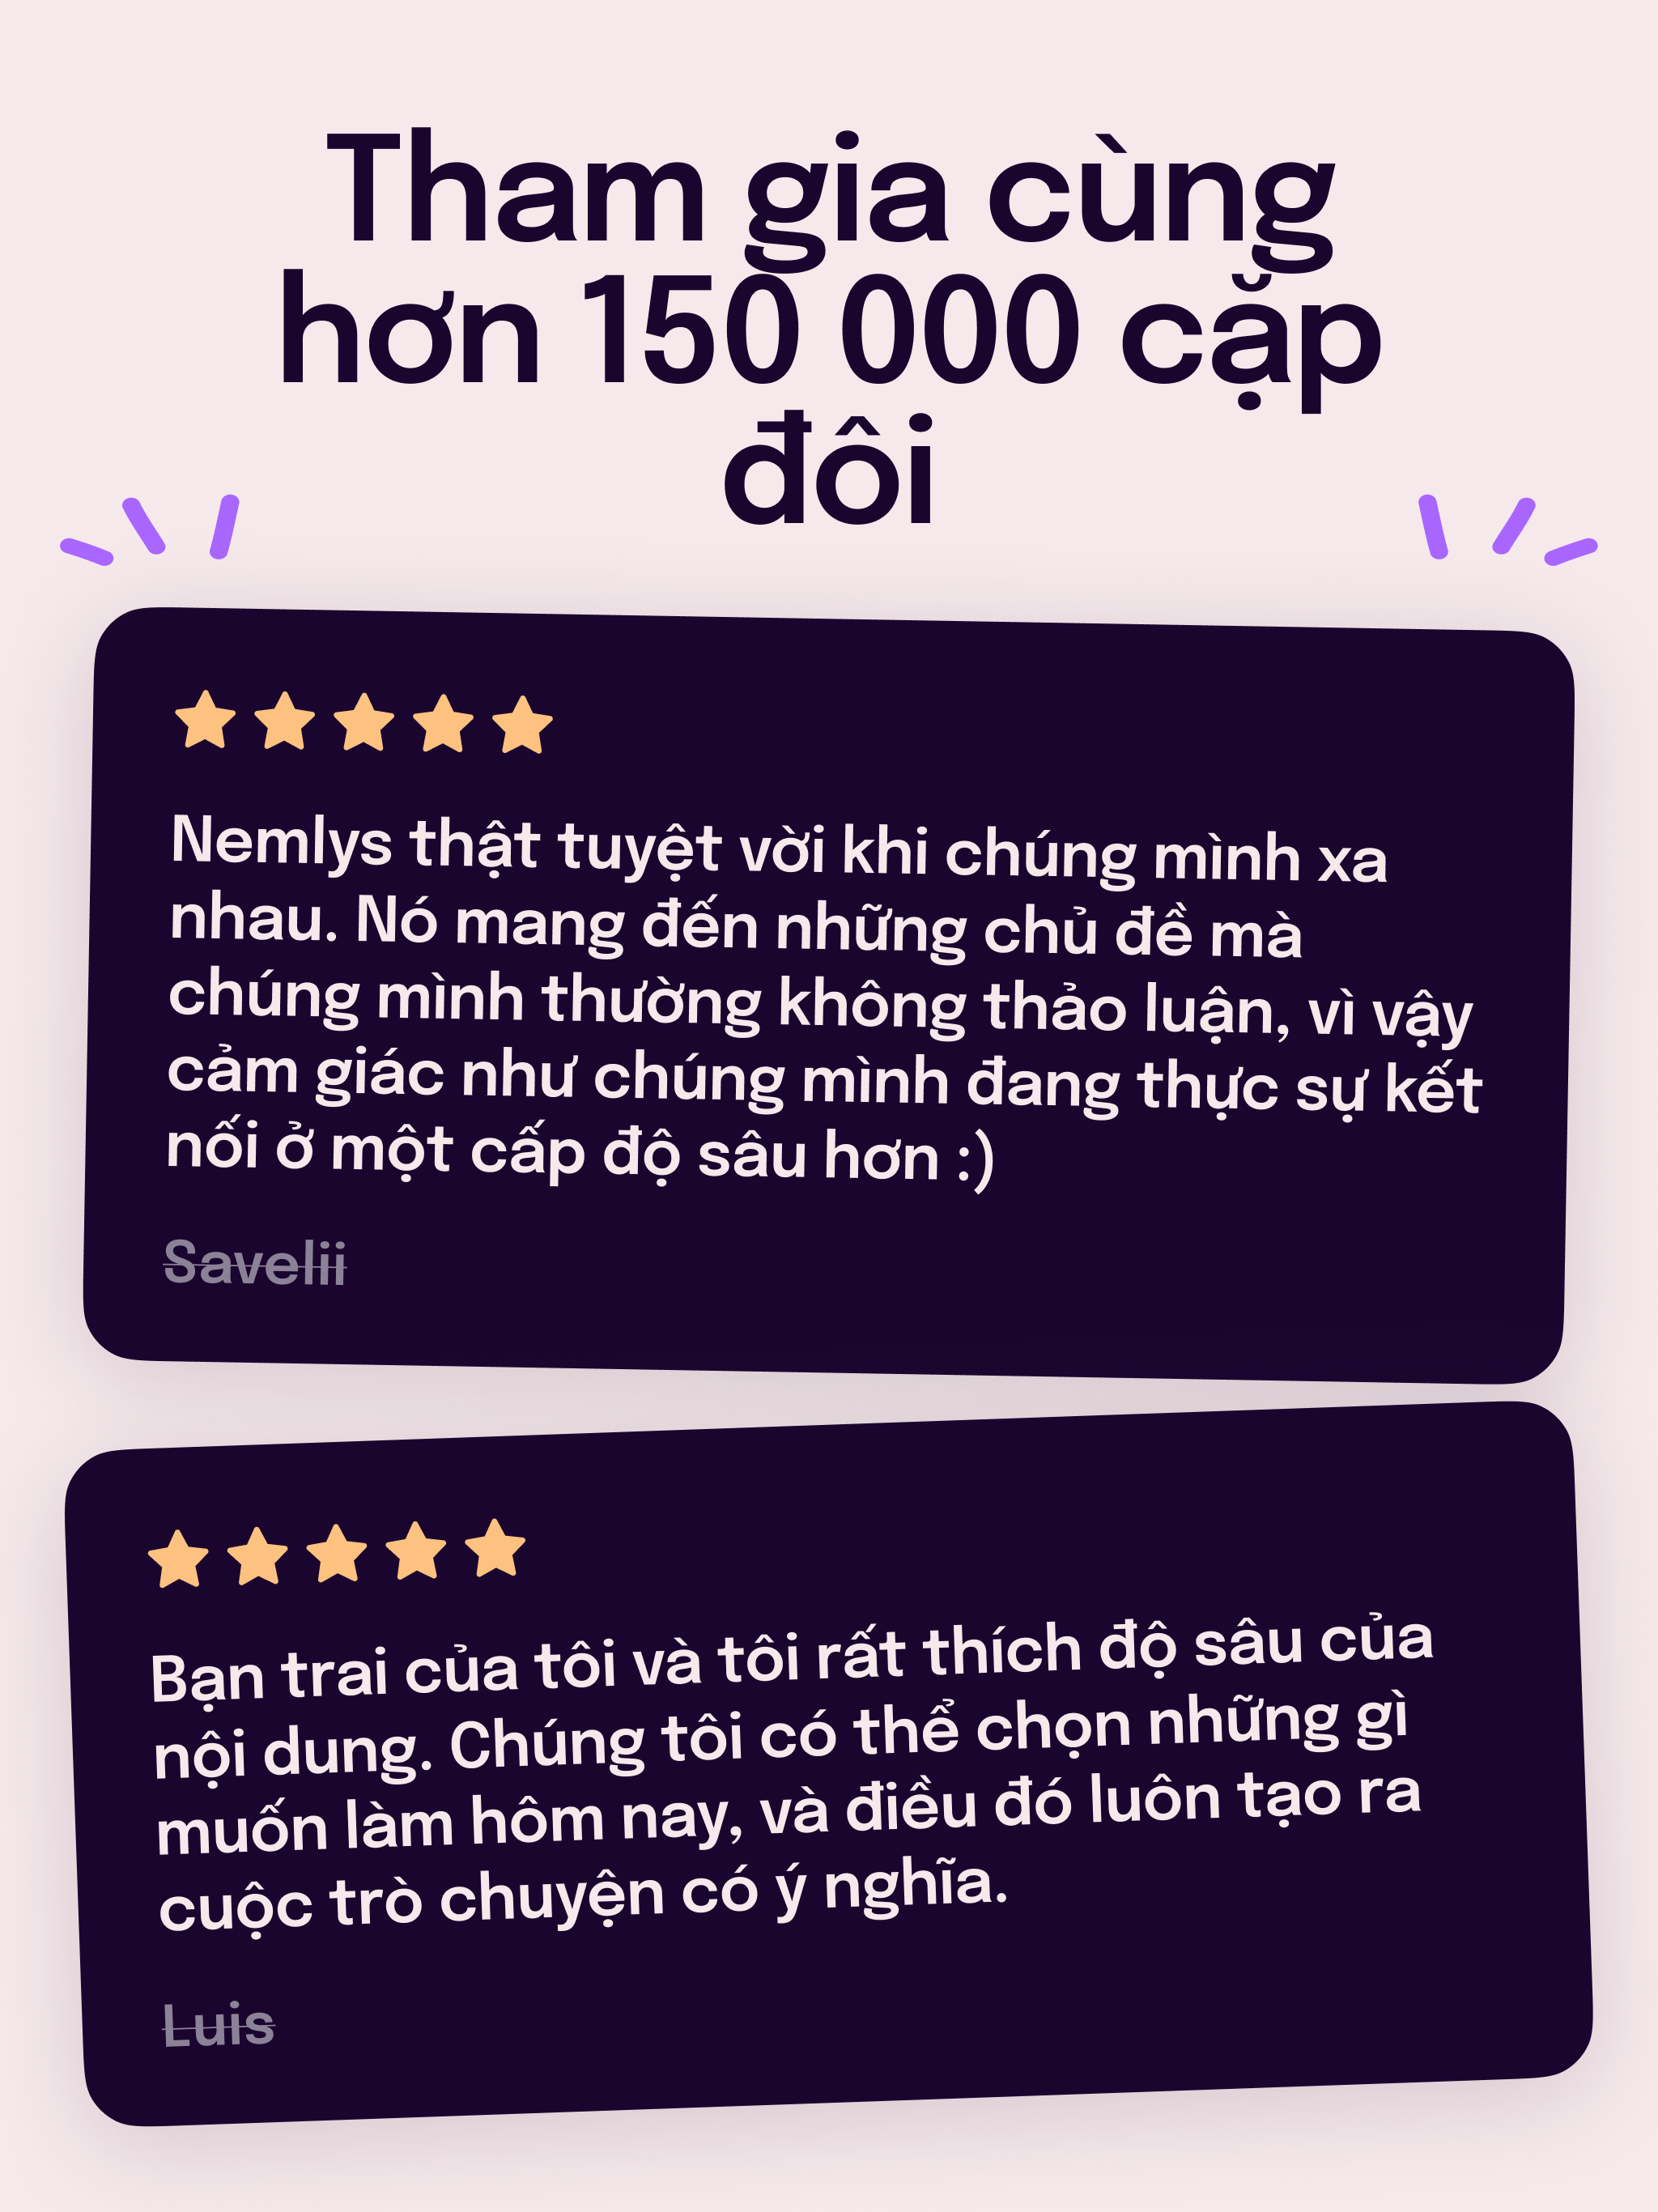 Tham gia cùng
hơn 150 000 cặp
đôi
Nemlys thật tuyệt vời khi chúng mình xa
nhau. Nó mang đến những chủ đề mà
chúng mình thường không thảo luận, vì vậy
cảm giác như chúng mình đang thực sự kết
nối ở một cấp độ sâu hơn :)
Savelii
Bạn trai của tôi và tôi rất thích độ sâu của
nội dung. Chúng tôi có thể chọn những gì
muốn làm hôm nay, và điều đó luôn tạo ra
cuộc trò chuyện có ý nghĩa.
Luis